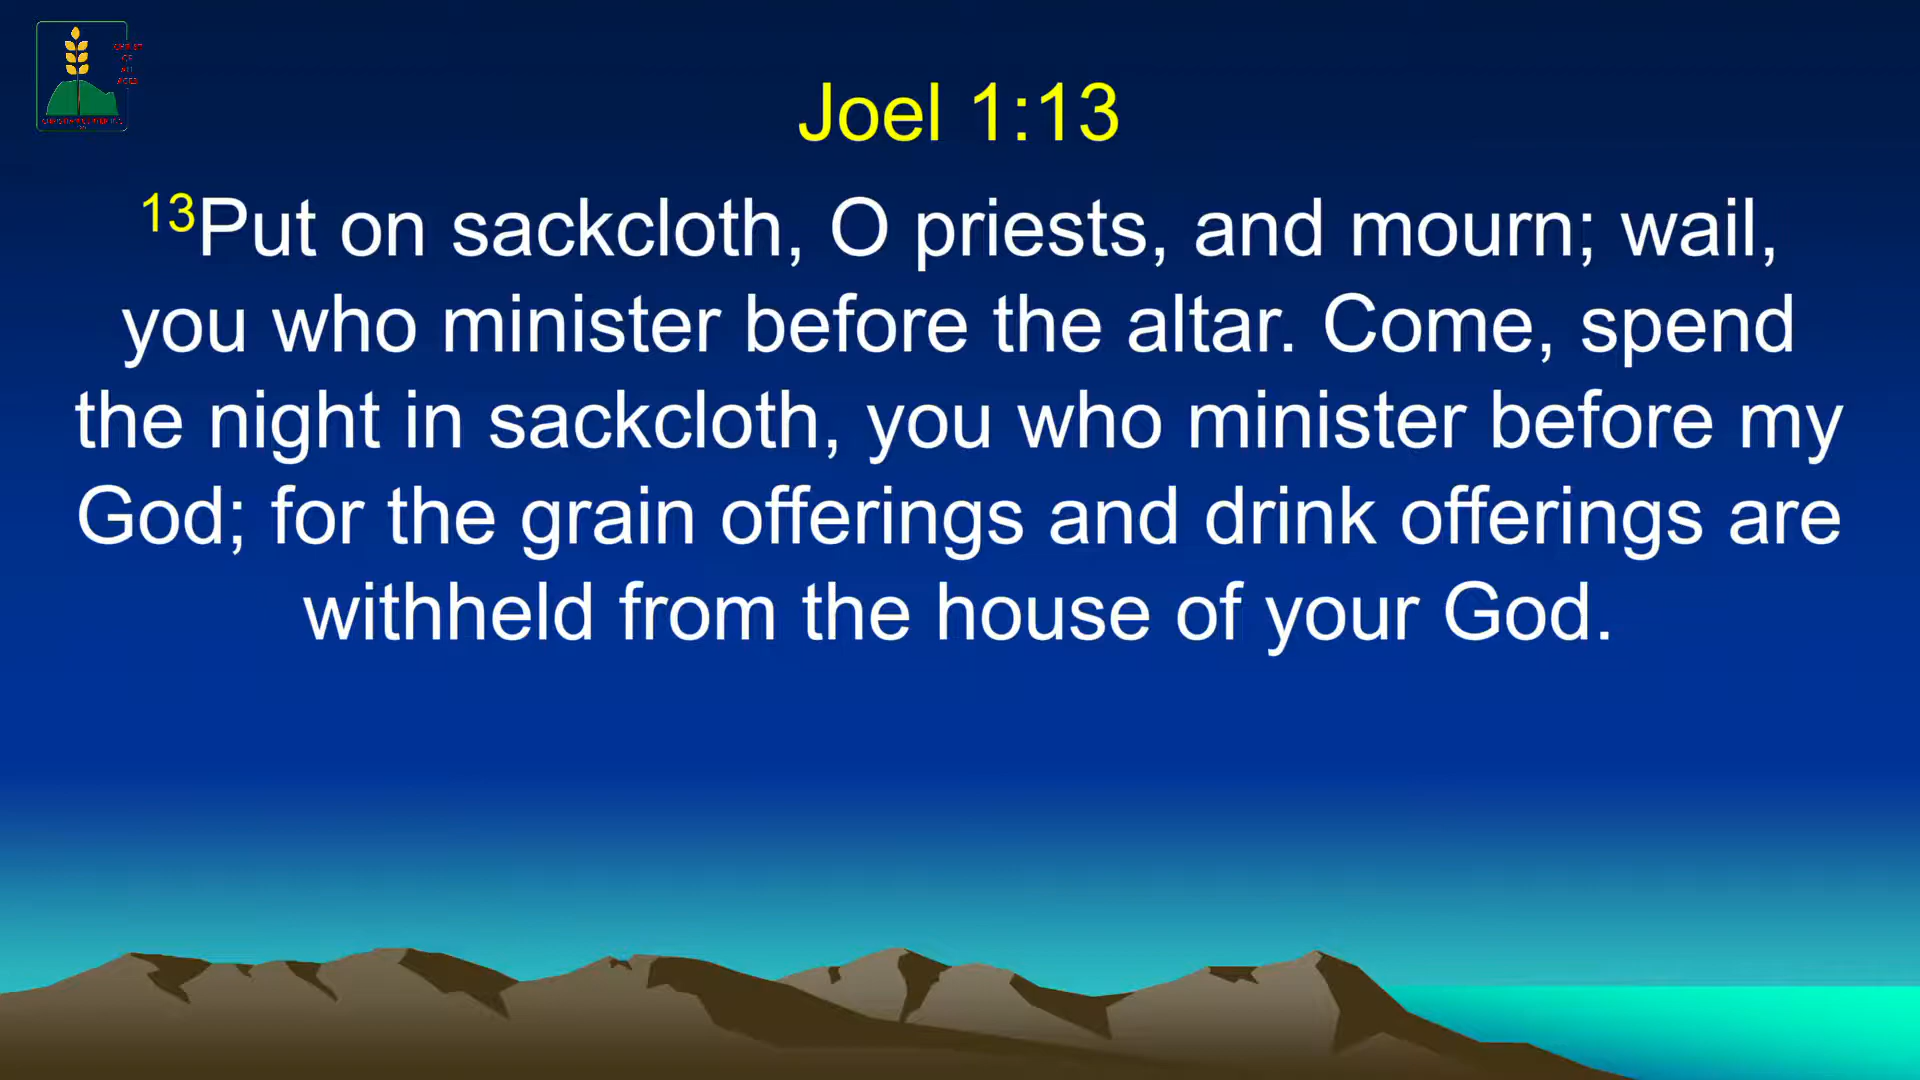 Joel 1:13
13Put on sackcloth, O priests, and mourn; wail,
you who minister before the altar. Come, spend
the night in sackcloth, you who minister before my
God; for the grain offerings and drink offerings are
withheld from the house of your God.